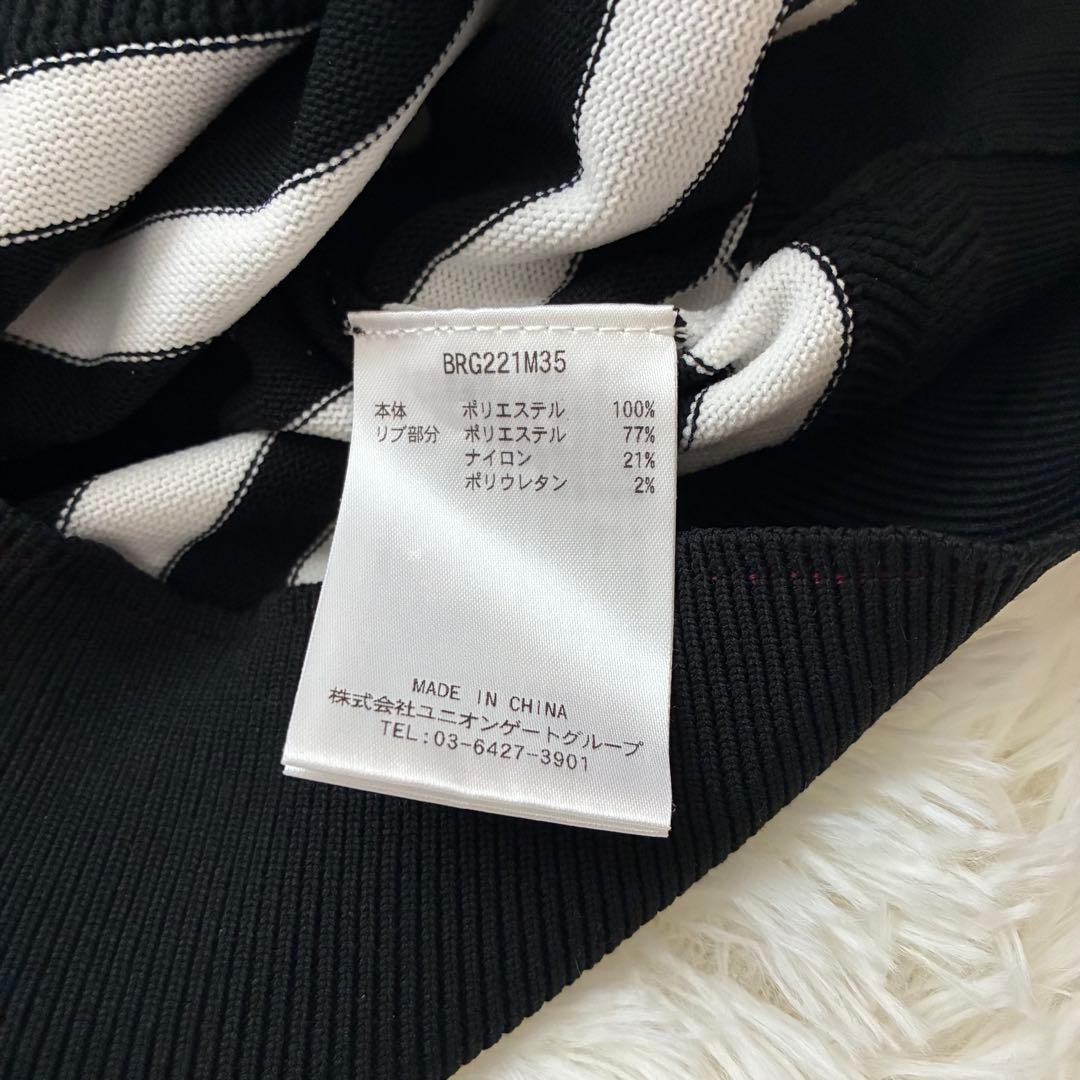 BRG221M35
本体 ポリエステル 100%
リブ部分 ポリエステル 77%
ナイロン 21%
ポリウレタン 2%
MADE IN CHINA
株式会社ユニオンゲートグループ
TEL:03-6427-3901